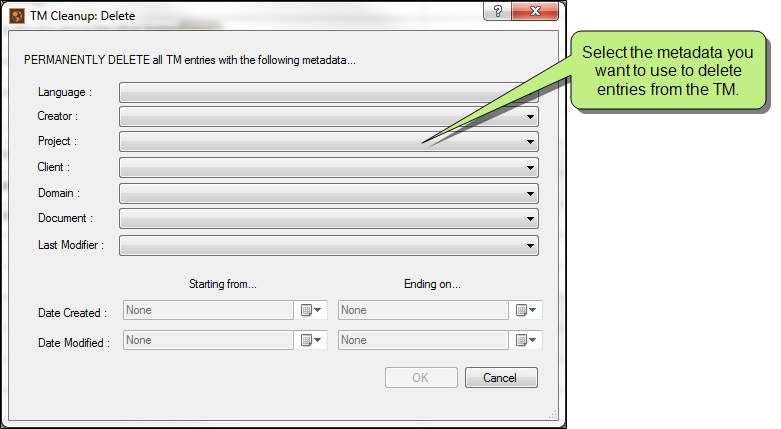 TM Cleanup: Delete
?
PERMANENTLY DELETE all TM entries with the following metadata...
Language :
Creator :
Project :
Client :
Domain :
Document :
Last Modifier :
Starting from... Ending on...
Date Created : None None
Date Modified : None None
OK Cancel
Select the metadata you
want to use to delete
entries from the TM.